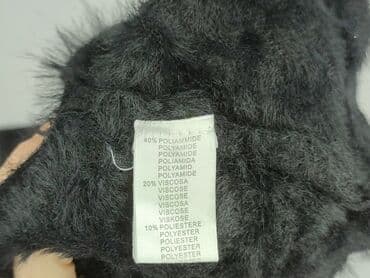 40% POLIAMMIDE
POLYAMIDE
POLYAMIDE
POLIAMIDA
POLYAMID
POLYAMIDE
20% VISCOSA
VISCOSE
VISCOSE
VISCOSA
VISKOSE
VISCOSE
10% POLIESTERE
POLYESTER
POLIESTER
POLYESTER
POLYESTER